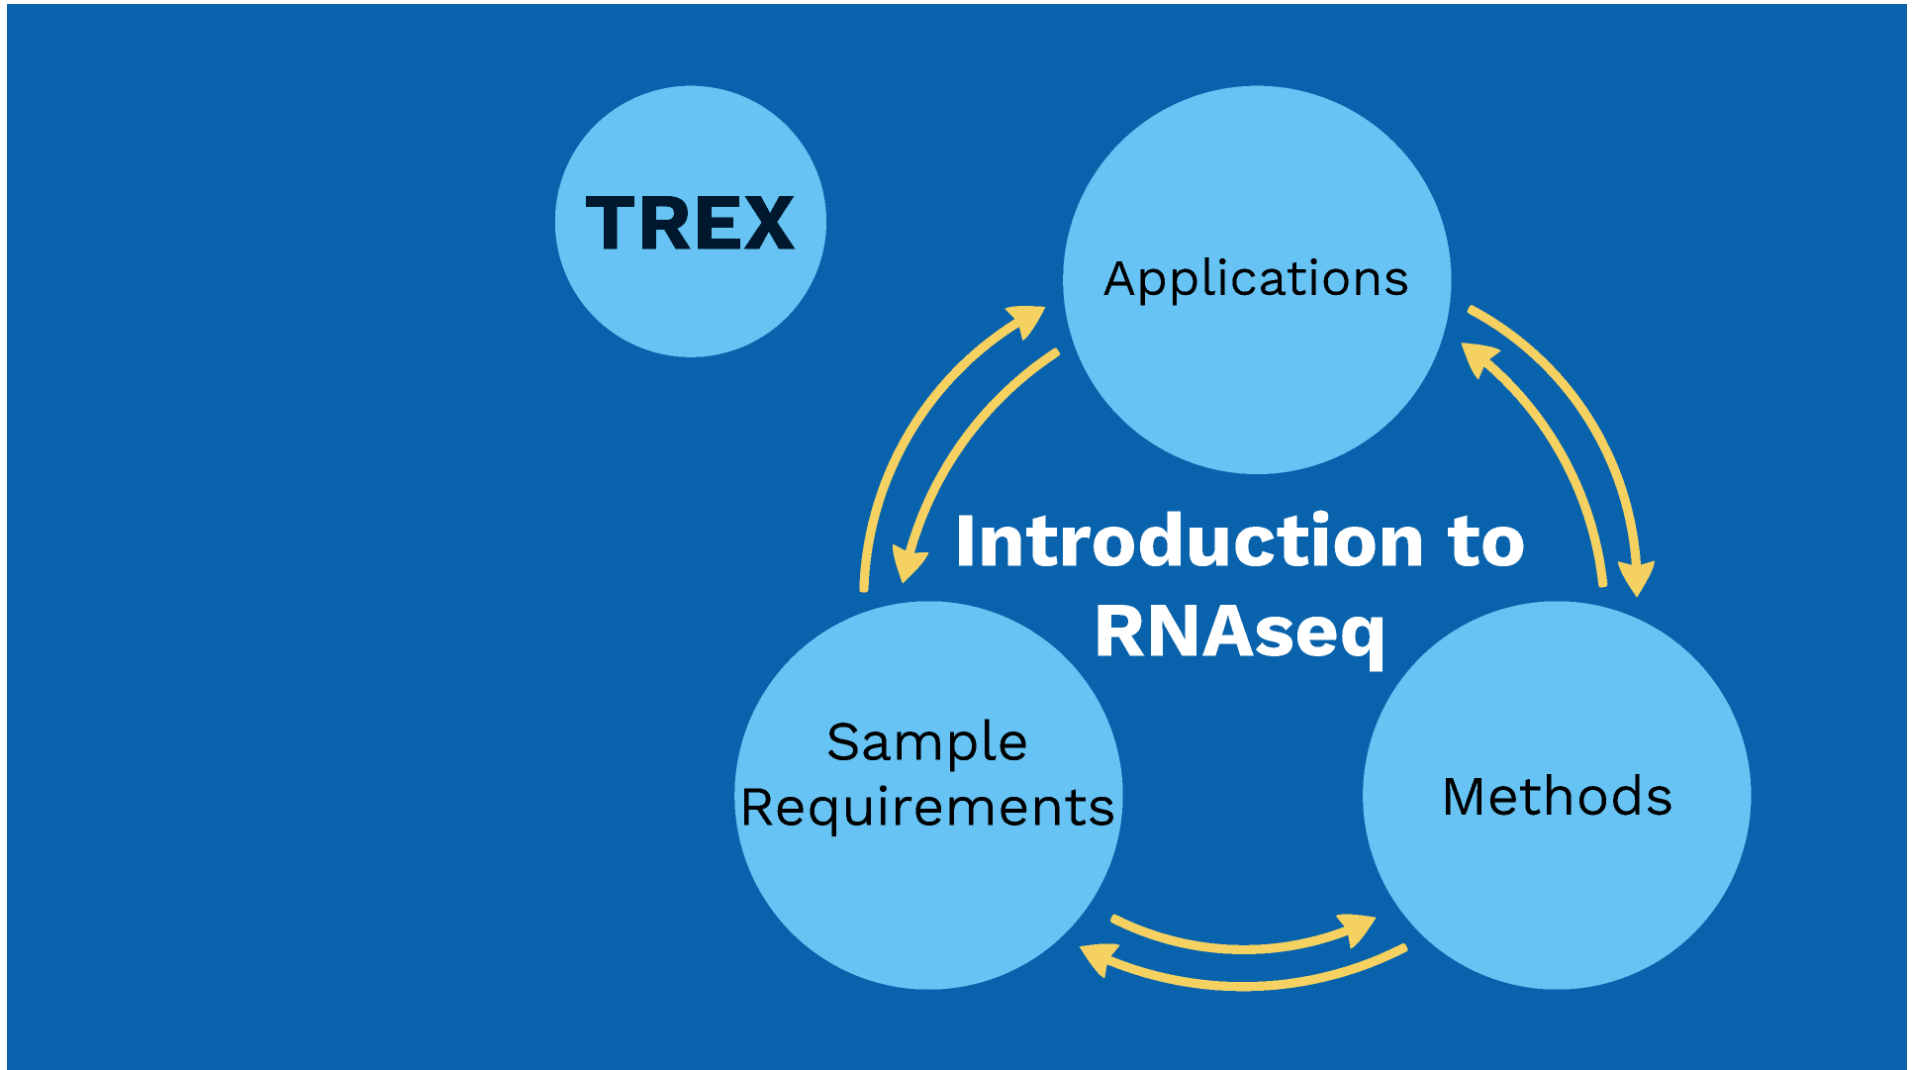 TREX
Applications
Introduction to
RNAseq
Sample
Requirements
Methods